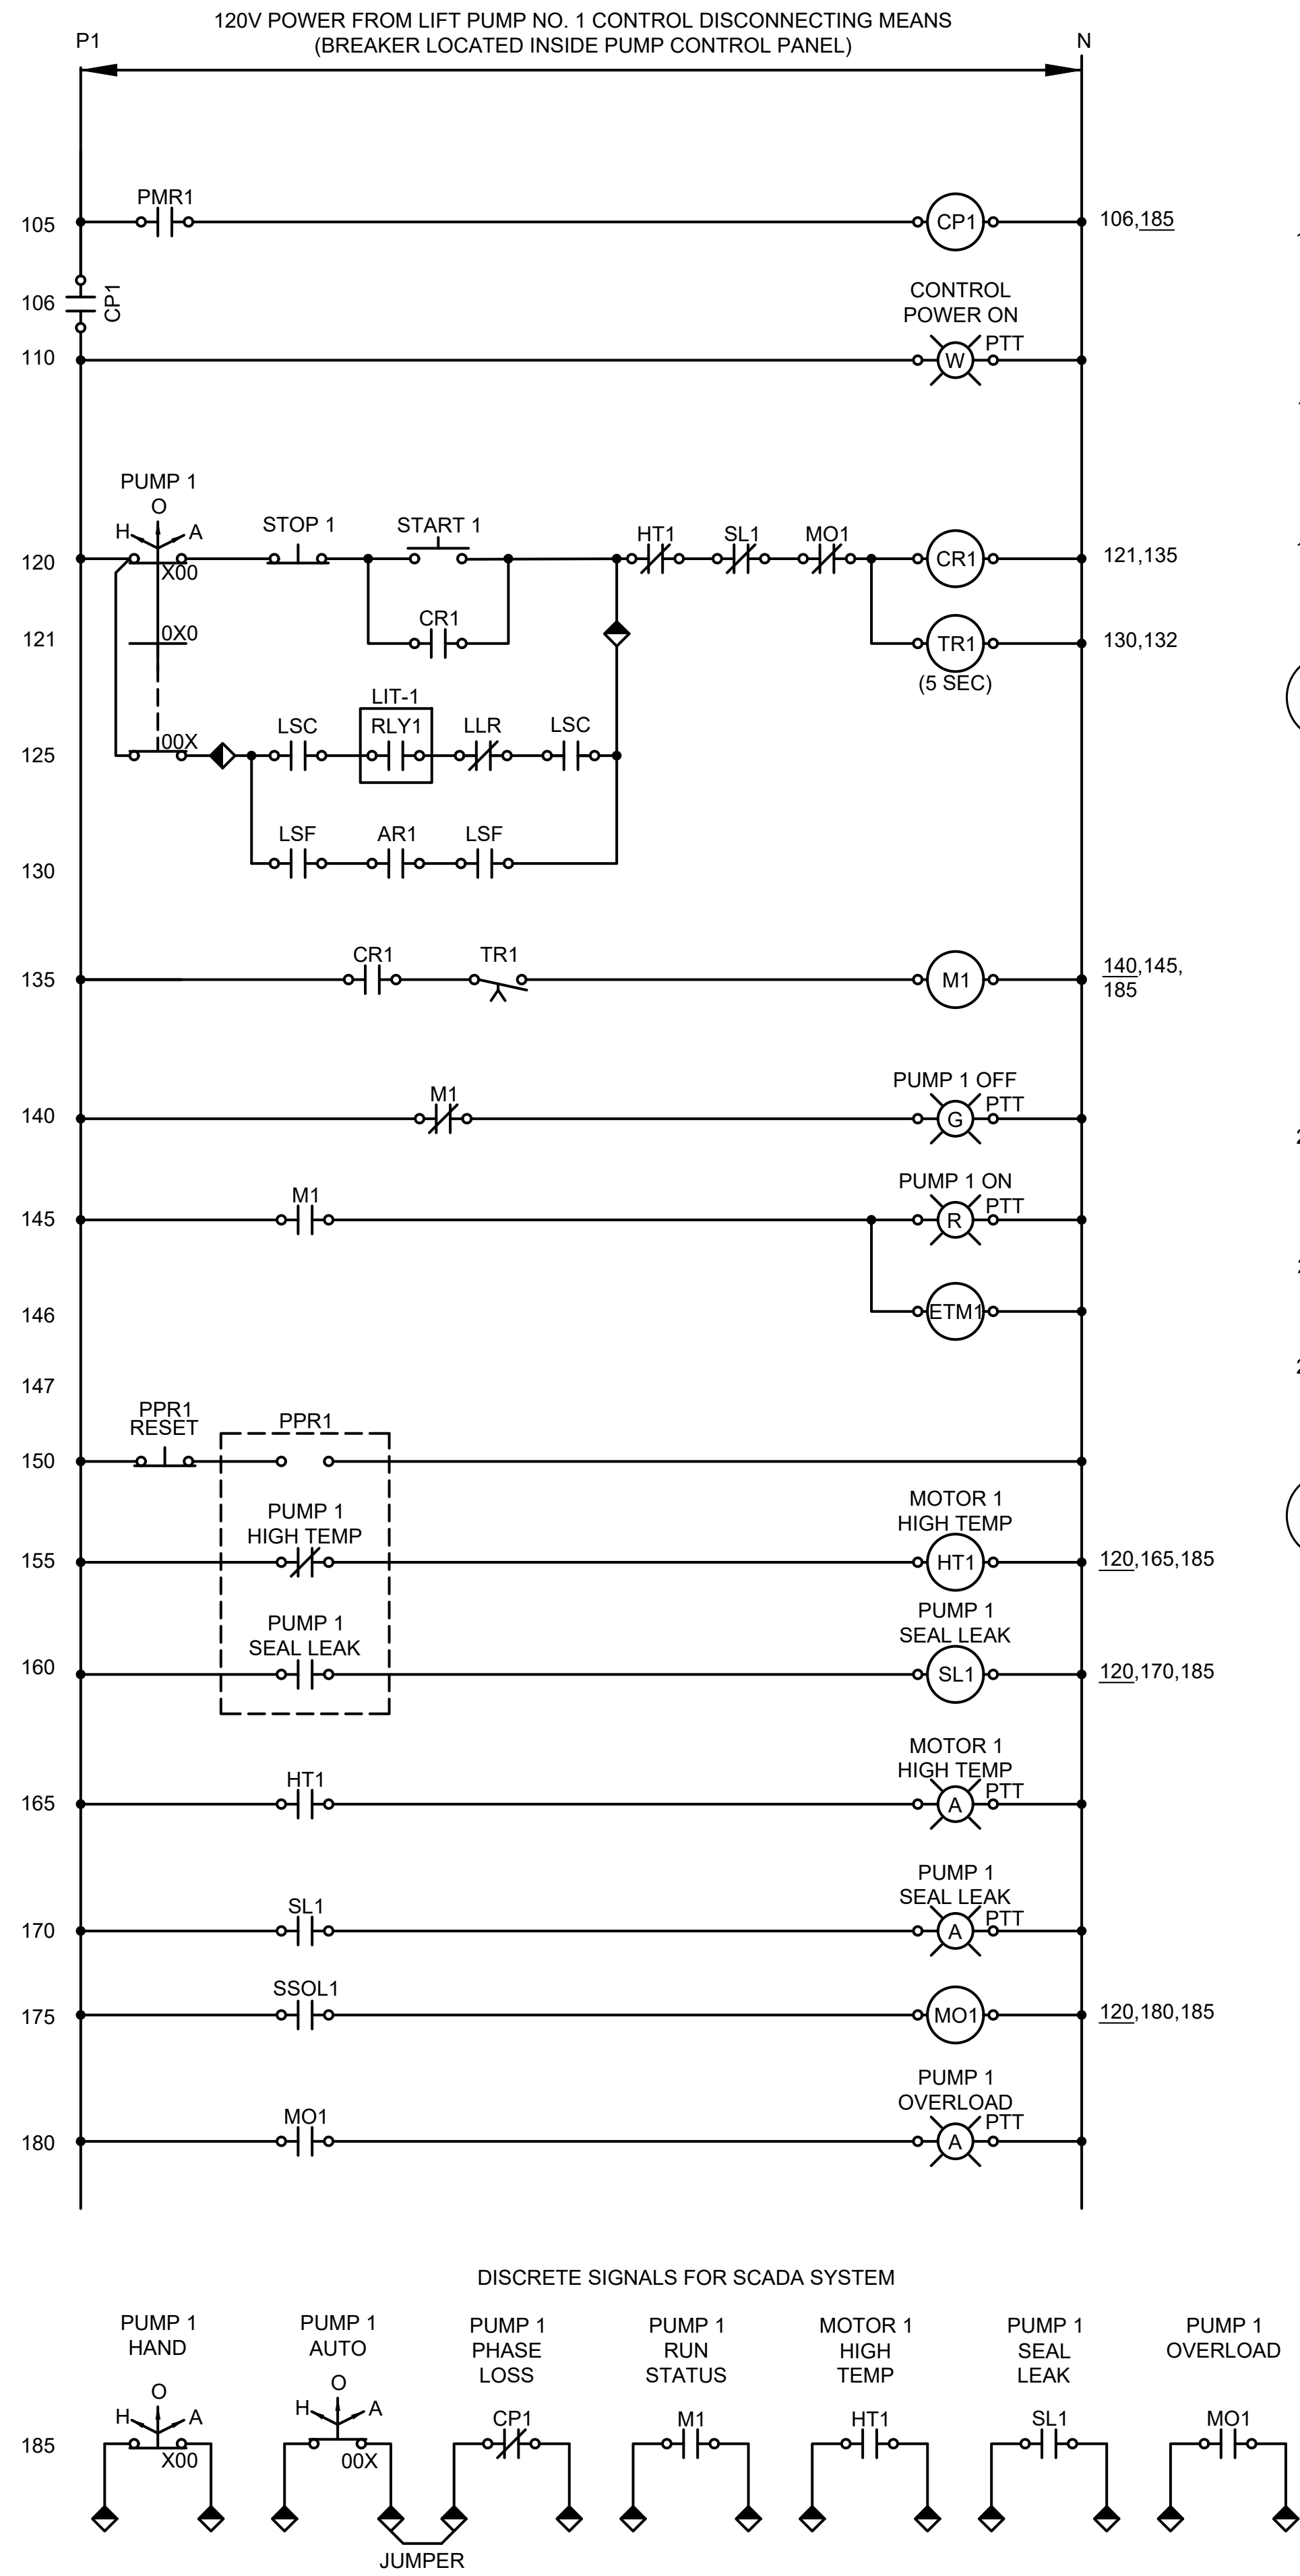 120V POWER FROM LIFT PUMP NO. 1 CONTROL DISCONNECTING MEANS
(BREAKER LOCATED INSIDE PUMP CONTROL PANEL)
P1
N
PMR1
105
CP1
106,185
106
CP1
CONTROL
POWER ON
110
W
PTT
PUMP 1
O
H
A
STOP 1
START 1
HT1
SL1
MO1
120
X00
CR1
121,135
CR1
121
0X0
TR1
130,132
(5 SEC)
LIT-1
LSC
RLY1
LLR
LSC
125
00X
LSF
AR1
LSF
130
CR1
TR1
135
M1
140,145,
185
PUMP 1 OFF
M1
140
G
PTT
PUMP 1 ON
M1
145
R
PTT
146
ETM1
147
PPR1
RESET
PPR1
150
PUMP 1
HIGH TEMP
MOTOR 1
HIGH TEMP
155
HT1
120,165,185
PUMP 1
SEAL LEAK
PUMP 1
SEAL LEAK
160
SL1
120,170,185
MOTOR 1
HIGH TEMP
HT1
165
A
PTT
PUMP 1
SEAL LEAK
SL1
170
A
PTT
SSOL1
175
MO1
120,180,185
PUMP 1
OVERLOAD
MO1
180
A
PTT
DISCRETE SIGNALS FOR SCADA SYSTEM
PUMP 1
HAND
PUMP 1
AUTO
PUMP 1
PHASE
LOSS
PUMP 1
RUN
STATUS
MOTOR 1
HIGH
TEMP
PUMP 1
SEAL
LEAK
PUMP 1
OVERLOAD
O
H
A
O
H
A
CP1
M1
HT1
SL1
MO1
185
X00
00X
JUMPER